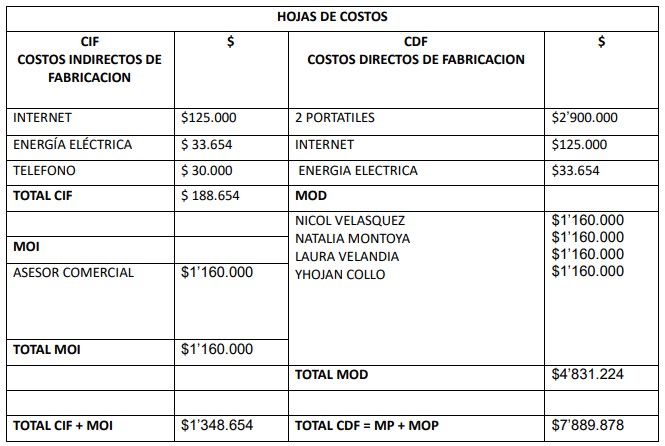 HOJAS DE COSTOS
CIF
COSTOS INDIRECTOS DE
FABRICACION
$
CDF
COSTOS DIRECTOS DE FABRICACION
$
INTERNET
$125.000
2 PORTATILES
$2’900.000
ENERGÍA ELÉCTRICA
$ 33.654
INTERNET
$125.000
TELEFONO
$ 30.000
ENERGIA ELECTRICA
$33.654
TOTAL CIF
$ 188.654
MOD
NICOL VELASQUEZ
$1’160.000
NATALIA MONTOYA
$1’160.000
LAURA VELANDIA
$1’160.000
YHOJAN COLLO
$1’160.000
MOI
ASESOR COMERCIAL
$1’160.000
TOTAL MOI
$1’160.000
TOTAL MOD
$4’831.224
TOTAL CIF + MOI
$1’348.654
TOTAL CDF = MP + MOP
$7’889.878